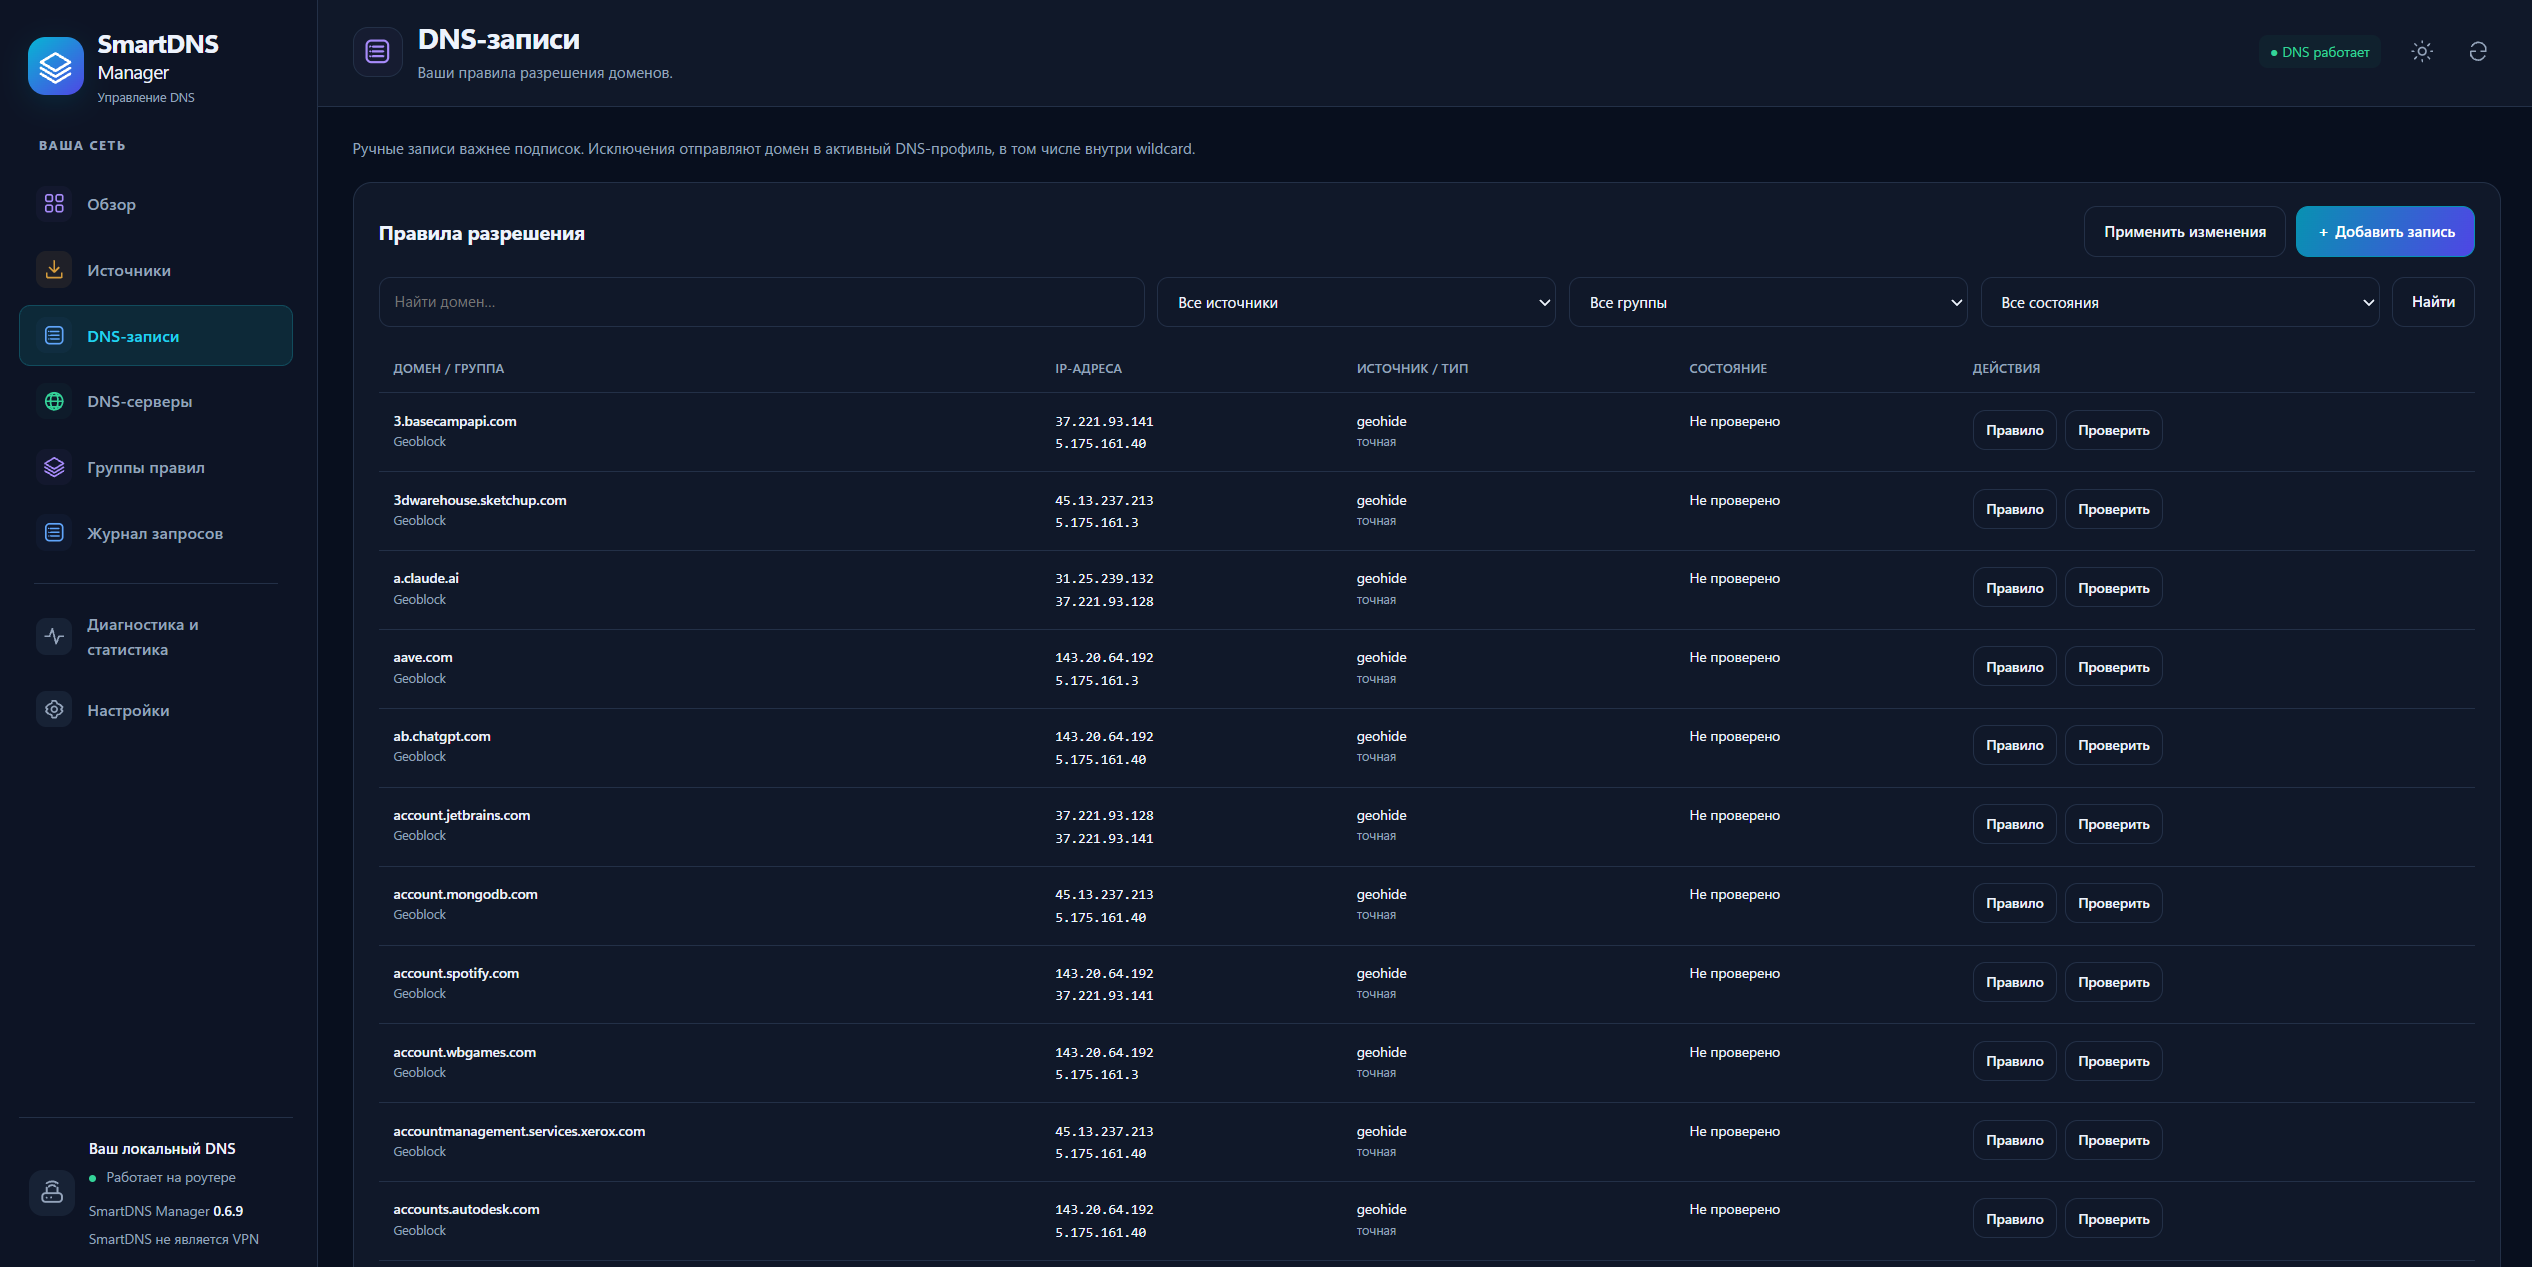 SmartDNS
Manager
Управление DNS
ВАША СЕТЬ
Обзор
Источники
DNS-записи
DNS-серверы
Группы правил
Журнал запросов
Диагностика и
статистика
Настройки
Ваш локальный DNS
Работает на роутере
SmartDNS Manager 0.6.9
SmartDNS не является VPN
DNS-записи
Ваши правила разрешения доменов.
DNS работает
Ручные записи важнее подписок. Исключения отправляют домен в активный DNS-профиль, в том числе внутри wildcard.
Правила разрешения
Применить изменения
+ Добавить запись
Найти домен...
Все источники
Все группы
Все состояния
Найти
ДОМЕН / ГРУППА IP-АДРЕСА ИСТОЧНИК / ТИП СОСТОЯНИЕ ДЕЙСТВИЯ
3.basecampapi.com 37.221.93.141 geohide Не проверено Правило Проверить
Geoblock 5.175.161.40 точная
3dwarehouse.sketchup.com 45.13.237.213 geohide Не проверено Правило Проверить
Geoblock 5.175.161.3 точная
a.claude.ai 31.25.239.132 geohide Не проверено Правило Проверить
Geoblock 37.221.93.128 точная
aave.com 143.20.64.192 geohide Не проверено Правило Проверить
Geoblock 5.175.161.3 точная
ab.chatgpt.com 143.20.64.192 geohide Не проверено Правило Проверить
Geoblock 5.175.161.40 точная
account.jetbrains.com 37.221.93.128 geohide Не проверено Правило Проверить
Geoblock 37.221.93.141 точная
account.mongodb.com 45.13.237.213 geohide Не проверено Правило Проверить
Geoblock 5.175.161.40 точная
account.spotify.com 143.20.64.192 geohide Не проверено Правило Проверить
Geoblock 37.221.93.141 точная
account.wbgames.com 143.20.64.192 geohide Не проверено Правило Проверить
Geoblock 5.175.161.3 точная
accountmanagement.services.xerox.com 45.13.237.213 geohide Не проверено Правило Проверить
Geoblock 5.175.161.40 точная
accounts.autodesk.com 143.20.64.192 geohide Не проверено Правило Проверить
Geoblock 5.175.161.40 точная